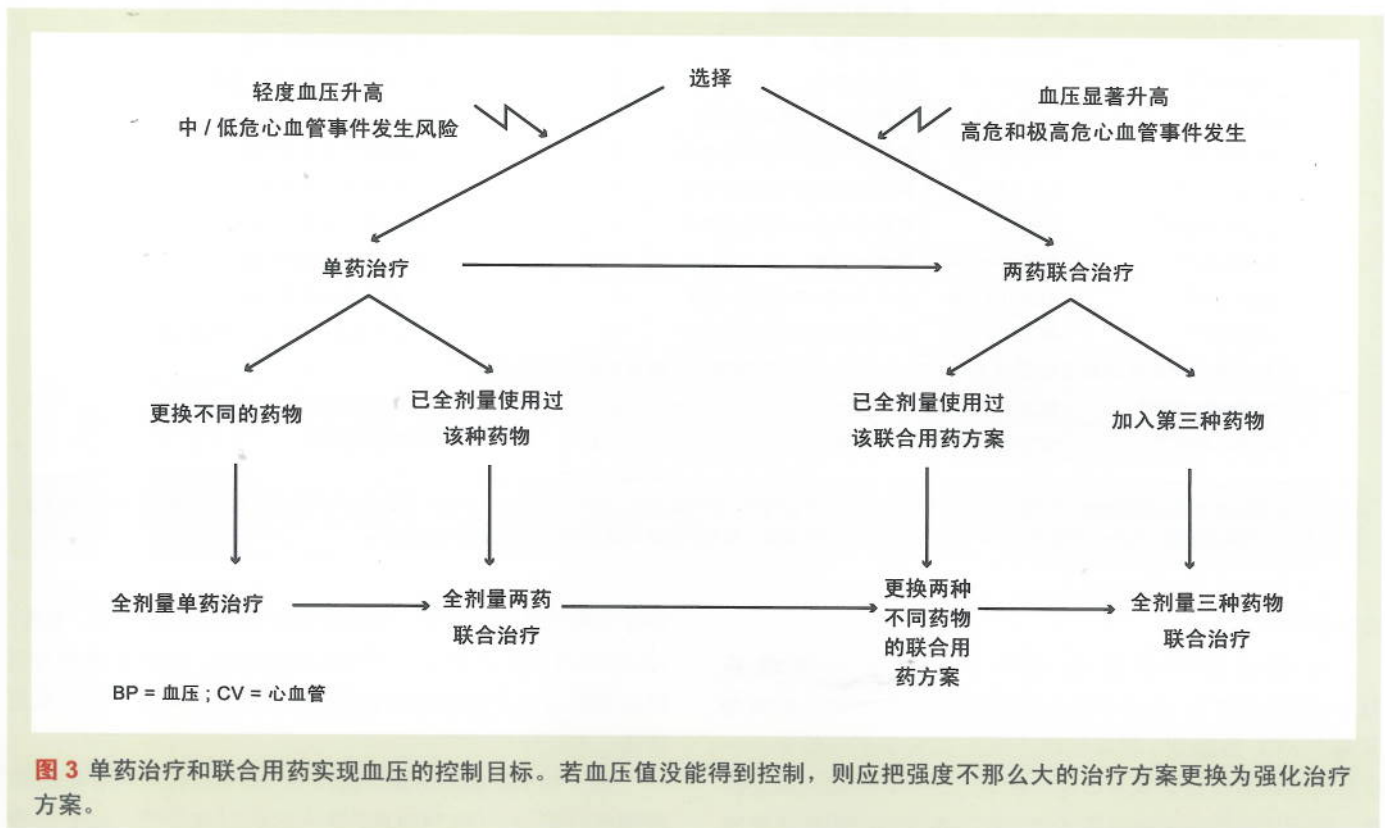 选择
轻度血压升高
中 / 低危心血管事件发生风险
血压显著升高
高危和极高危心血管事件发生
单药治疗
两药联合治疗
更换不同的药物
已全剂量使用过
该种药物
已全剂量使用过
该联合用药方案
加入第三种药物
全剂量单药治疗
全剂量两药
联合治疗
更换两种
不同药物
的联合用
药方案
全剂量三种药物
联合治疗
BP = 血压 ; CV = 心血管
图 3 单药治疗和联合用药实现血压的控制目标。若血压值没能得到控制，则应把强度不那么大的治疗方案更换为强化治疗
方案。